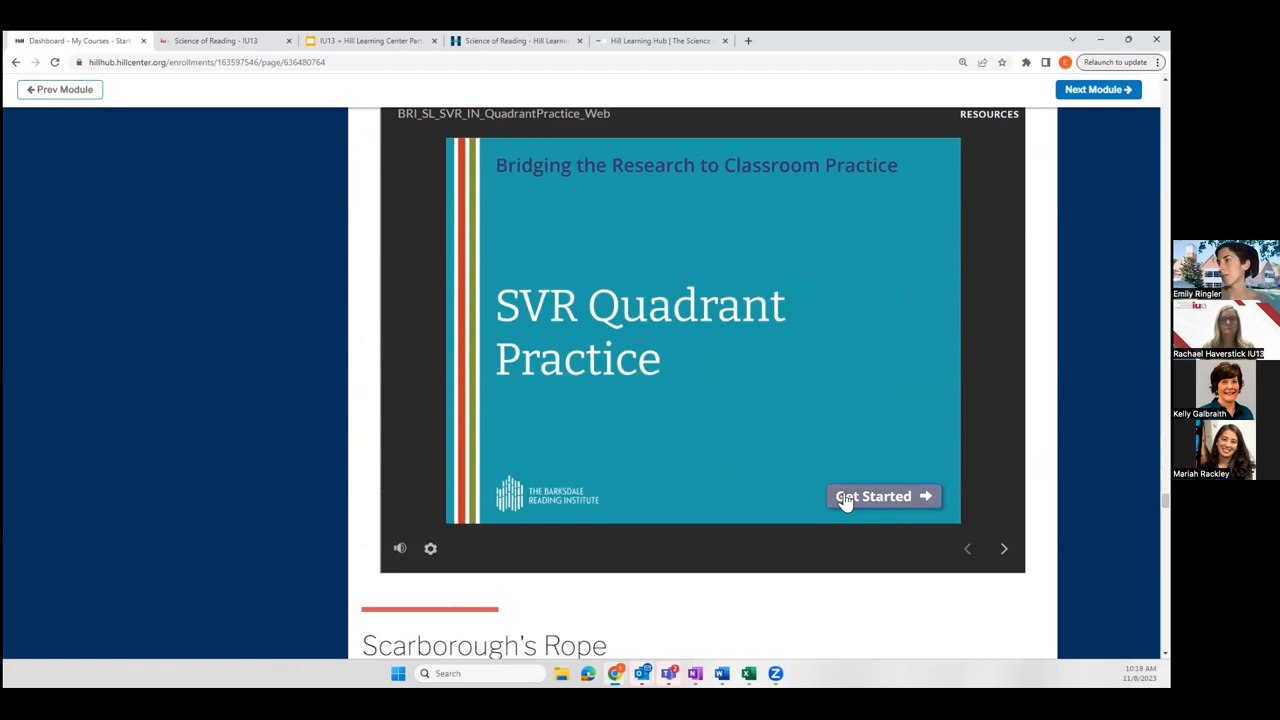 Dashboard - My Courses - Start
Science of Reading - IU13
IU13 + Hill Learning Center Part
Science of Reading - Hill Learnin
Hill Learning Hub | The Science
hillhub.hillcenter.org/enrollments/163597546/page/636480764
E
Relaunch to update
Prev Module
Next Module
BRI_SL_SVR_IN_QuadrantPractice_Web
RESOURCES
Bridging the Research to Classroom Practice
SVR Quadrant
Practice
THE BARKSDALE
READING INSTITUTE
Get Started
Scarborough's Rope
Emily Ringler
Rachael Haverstick IU13
Kelly Galbraith
Mariah Rackley
Search
10:18 AM
11/8/2023